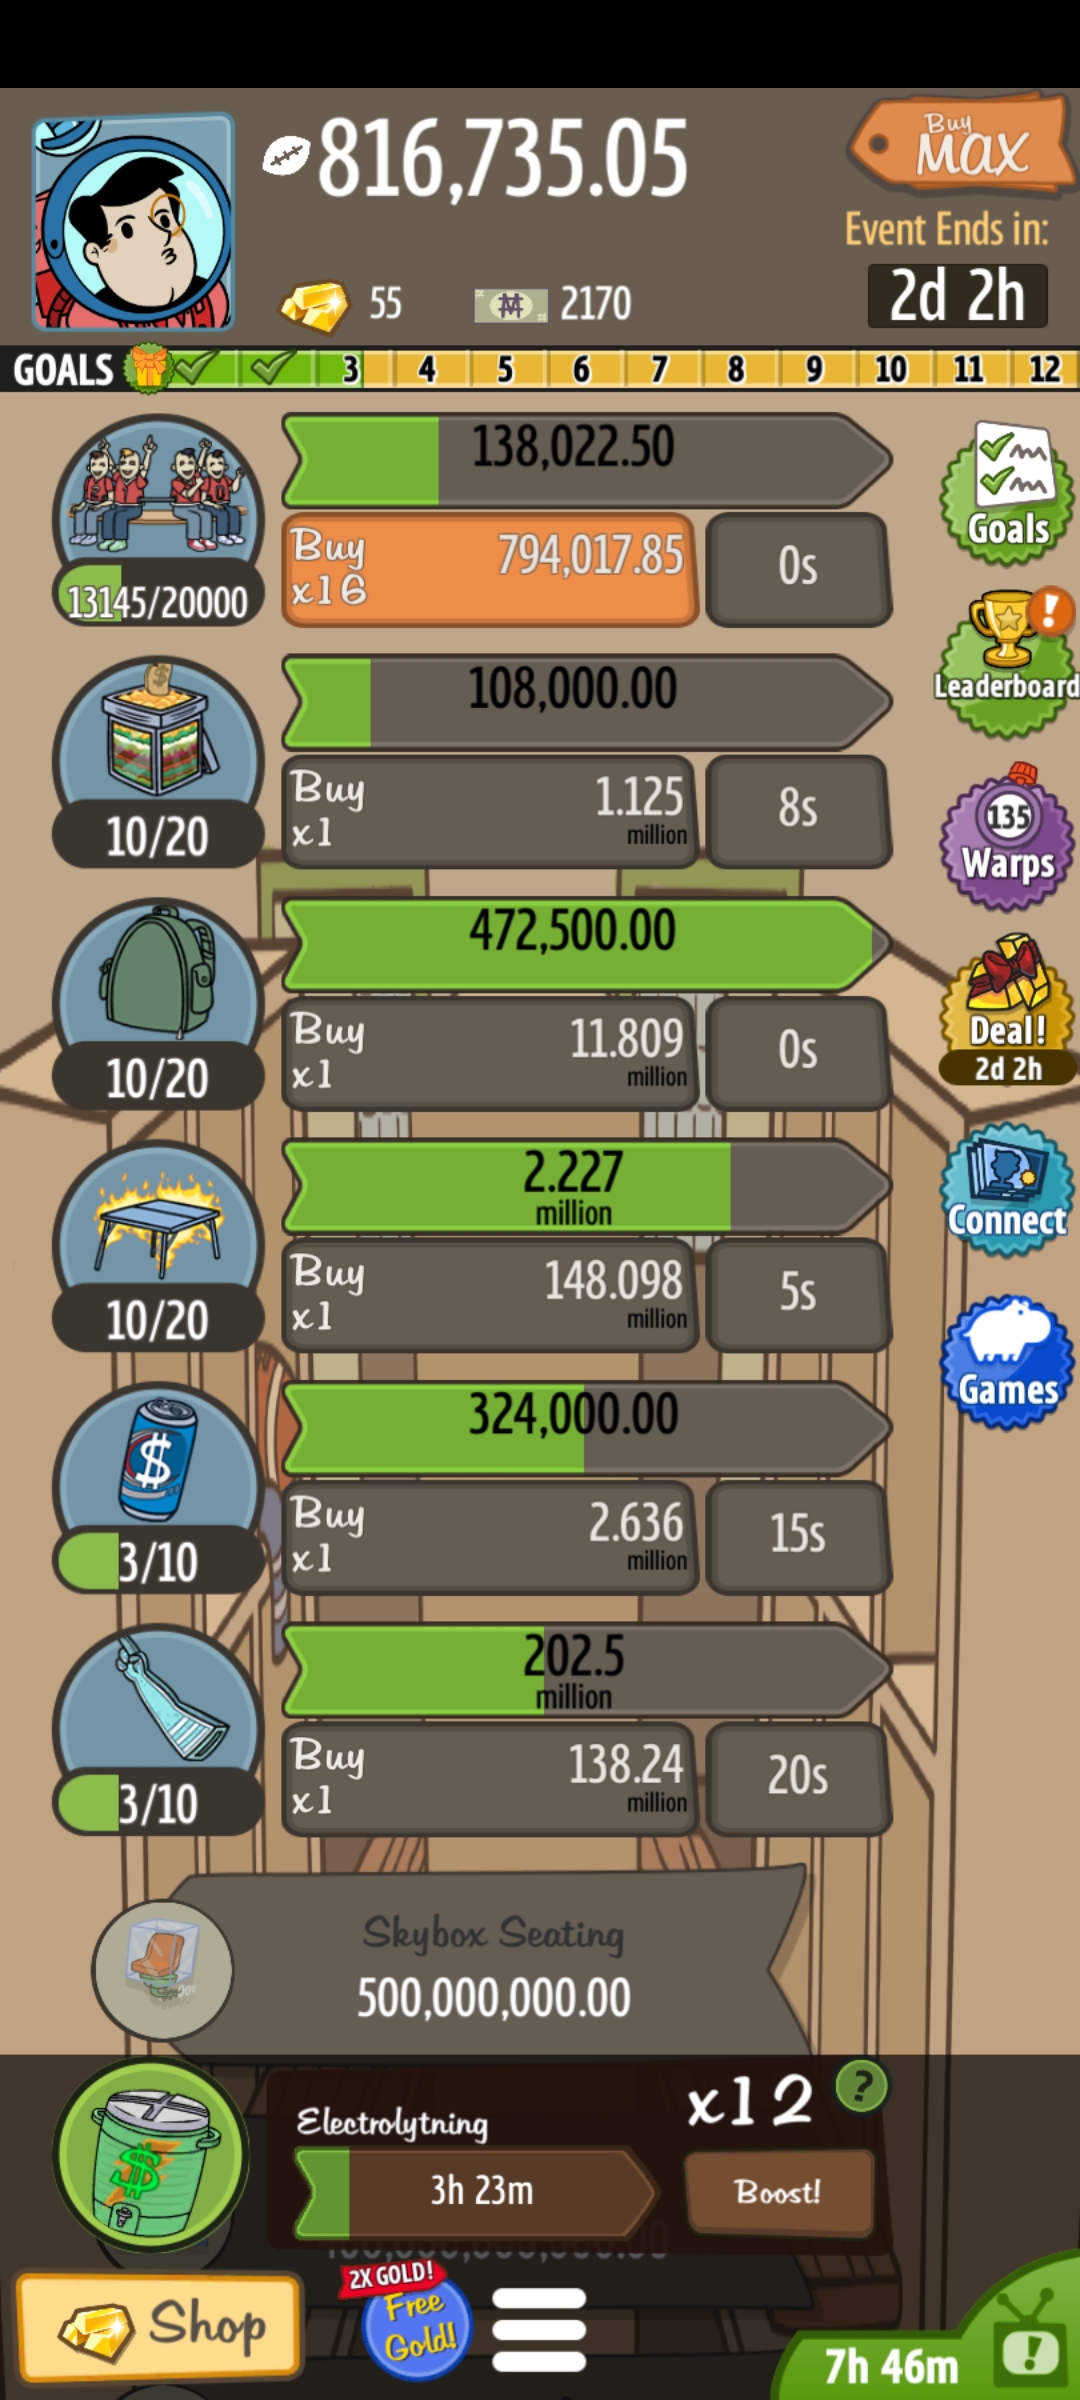 816,735.05
Buy
MAX
Event Ends in:
2d 2h
55
2170
GOALS 3 4 5 6 7 8 9 10 11 12
138,022.50
Buy
x16
794,017.85
0s
13145/20000
Goals
108,000.00
Buy
x1
1.125
million
8s
10/20
Leaderboard
472,500.00
Buy
x1
11.809
million
0s
10/20
135
Warps
Deal!
2d 2h
2.227
million
Buy
x1
148.098
million
5s
10/20
Connect
324,000.00
Buy
x1
2.636
million
15s
3/10
Games
202.5
million
Buy
x1
138.24
million
20s
3/10
Skybox Seating
500,000,000.00
Electrolytning
x12
?
3h 23m
Boost!
Shop
2X GOLD!
Free
Gold!
7h 46m